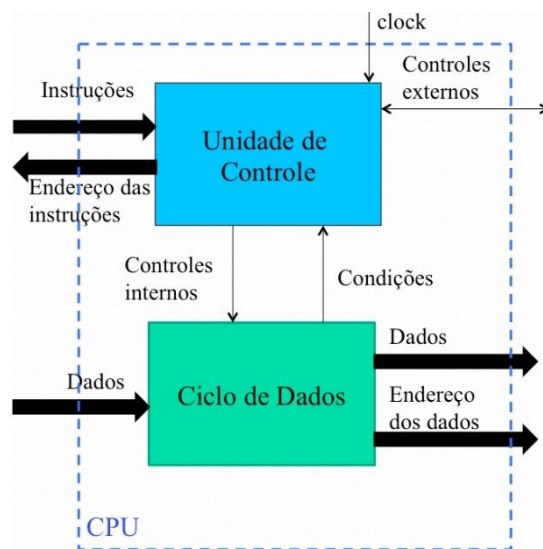 clock
Controles
externos
Instruções
Unidade de
Controle
Endereço das
instruções
Controles
internos
Condições
Dados
Ciclo de Dados
Dados
Endereço
dos dados
CPU